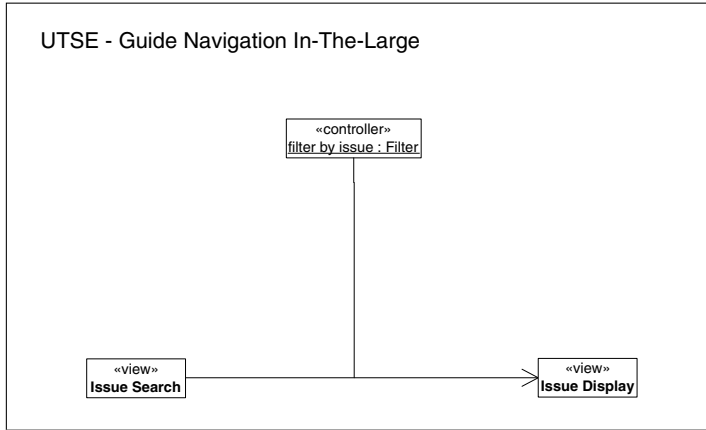 UTSE - Guide Navigation In-The-Large
«controller»
filter by issue : Filter
«view»
Issue Search
«view»
Issue Display